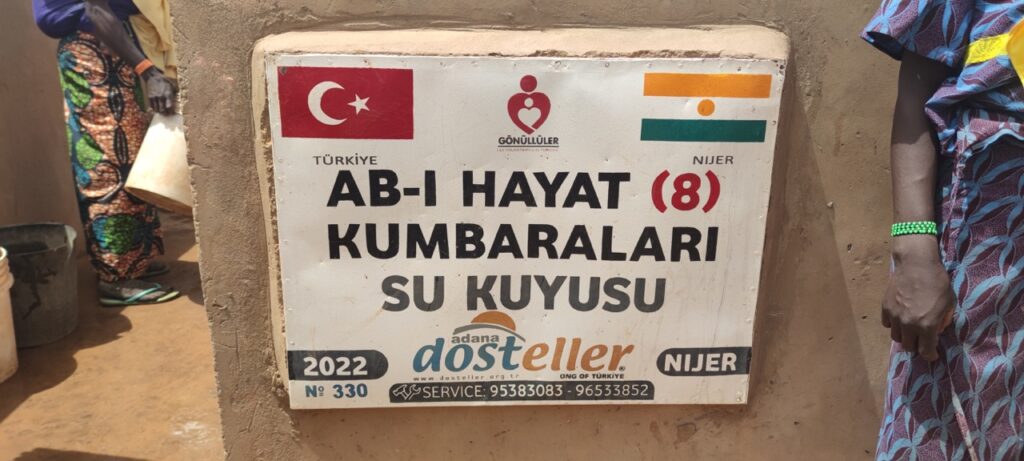 GÖNÜLLÜLER
TÜRKİYE
NIJER
AB-I HAYAT (8)
KUMBARALARI
SU KUYUSU
adana
dosteller
www.dosteller.org.tr
ONG OF TÜRKİYE
2022
NIJER
No 330
SERVICE: 95383083 - 96533852